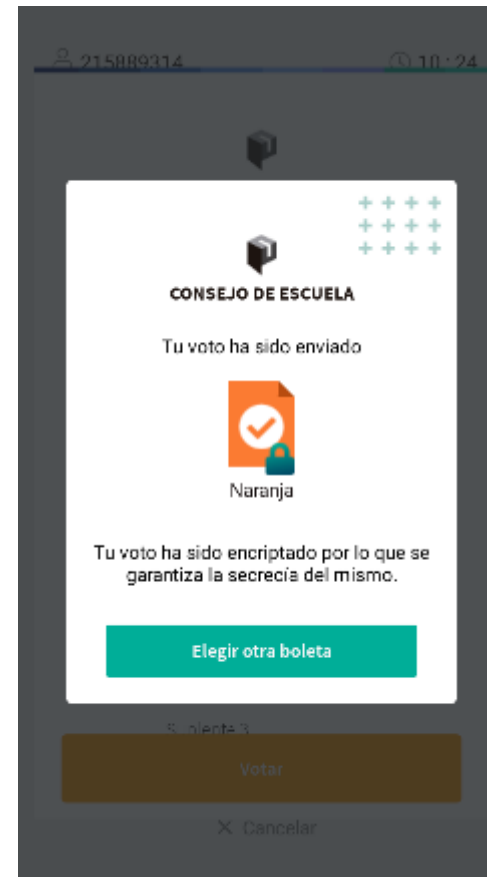 215889314
10:24
CONSEJO DE ESCUELA
Tu voto ha sido enviado
Naranja
Tu voto ha sido encriptado por lo que se
garantiza la secrecía del mismo.
Elegir otra boleta
Votar
× Cancelar